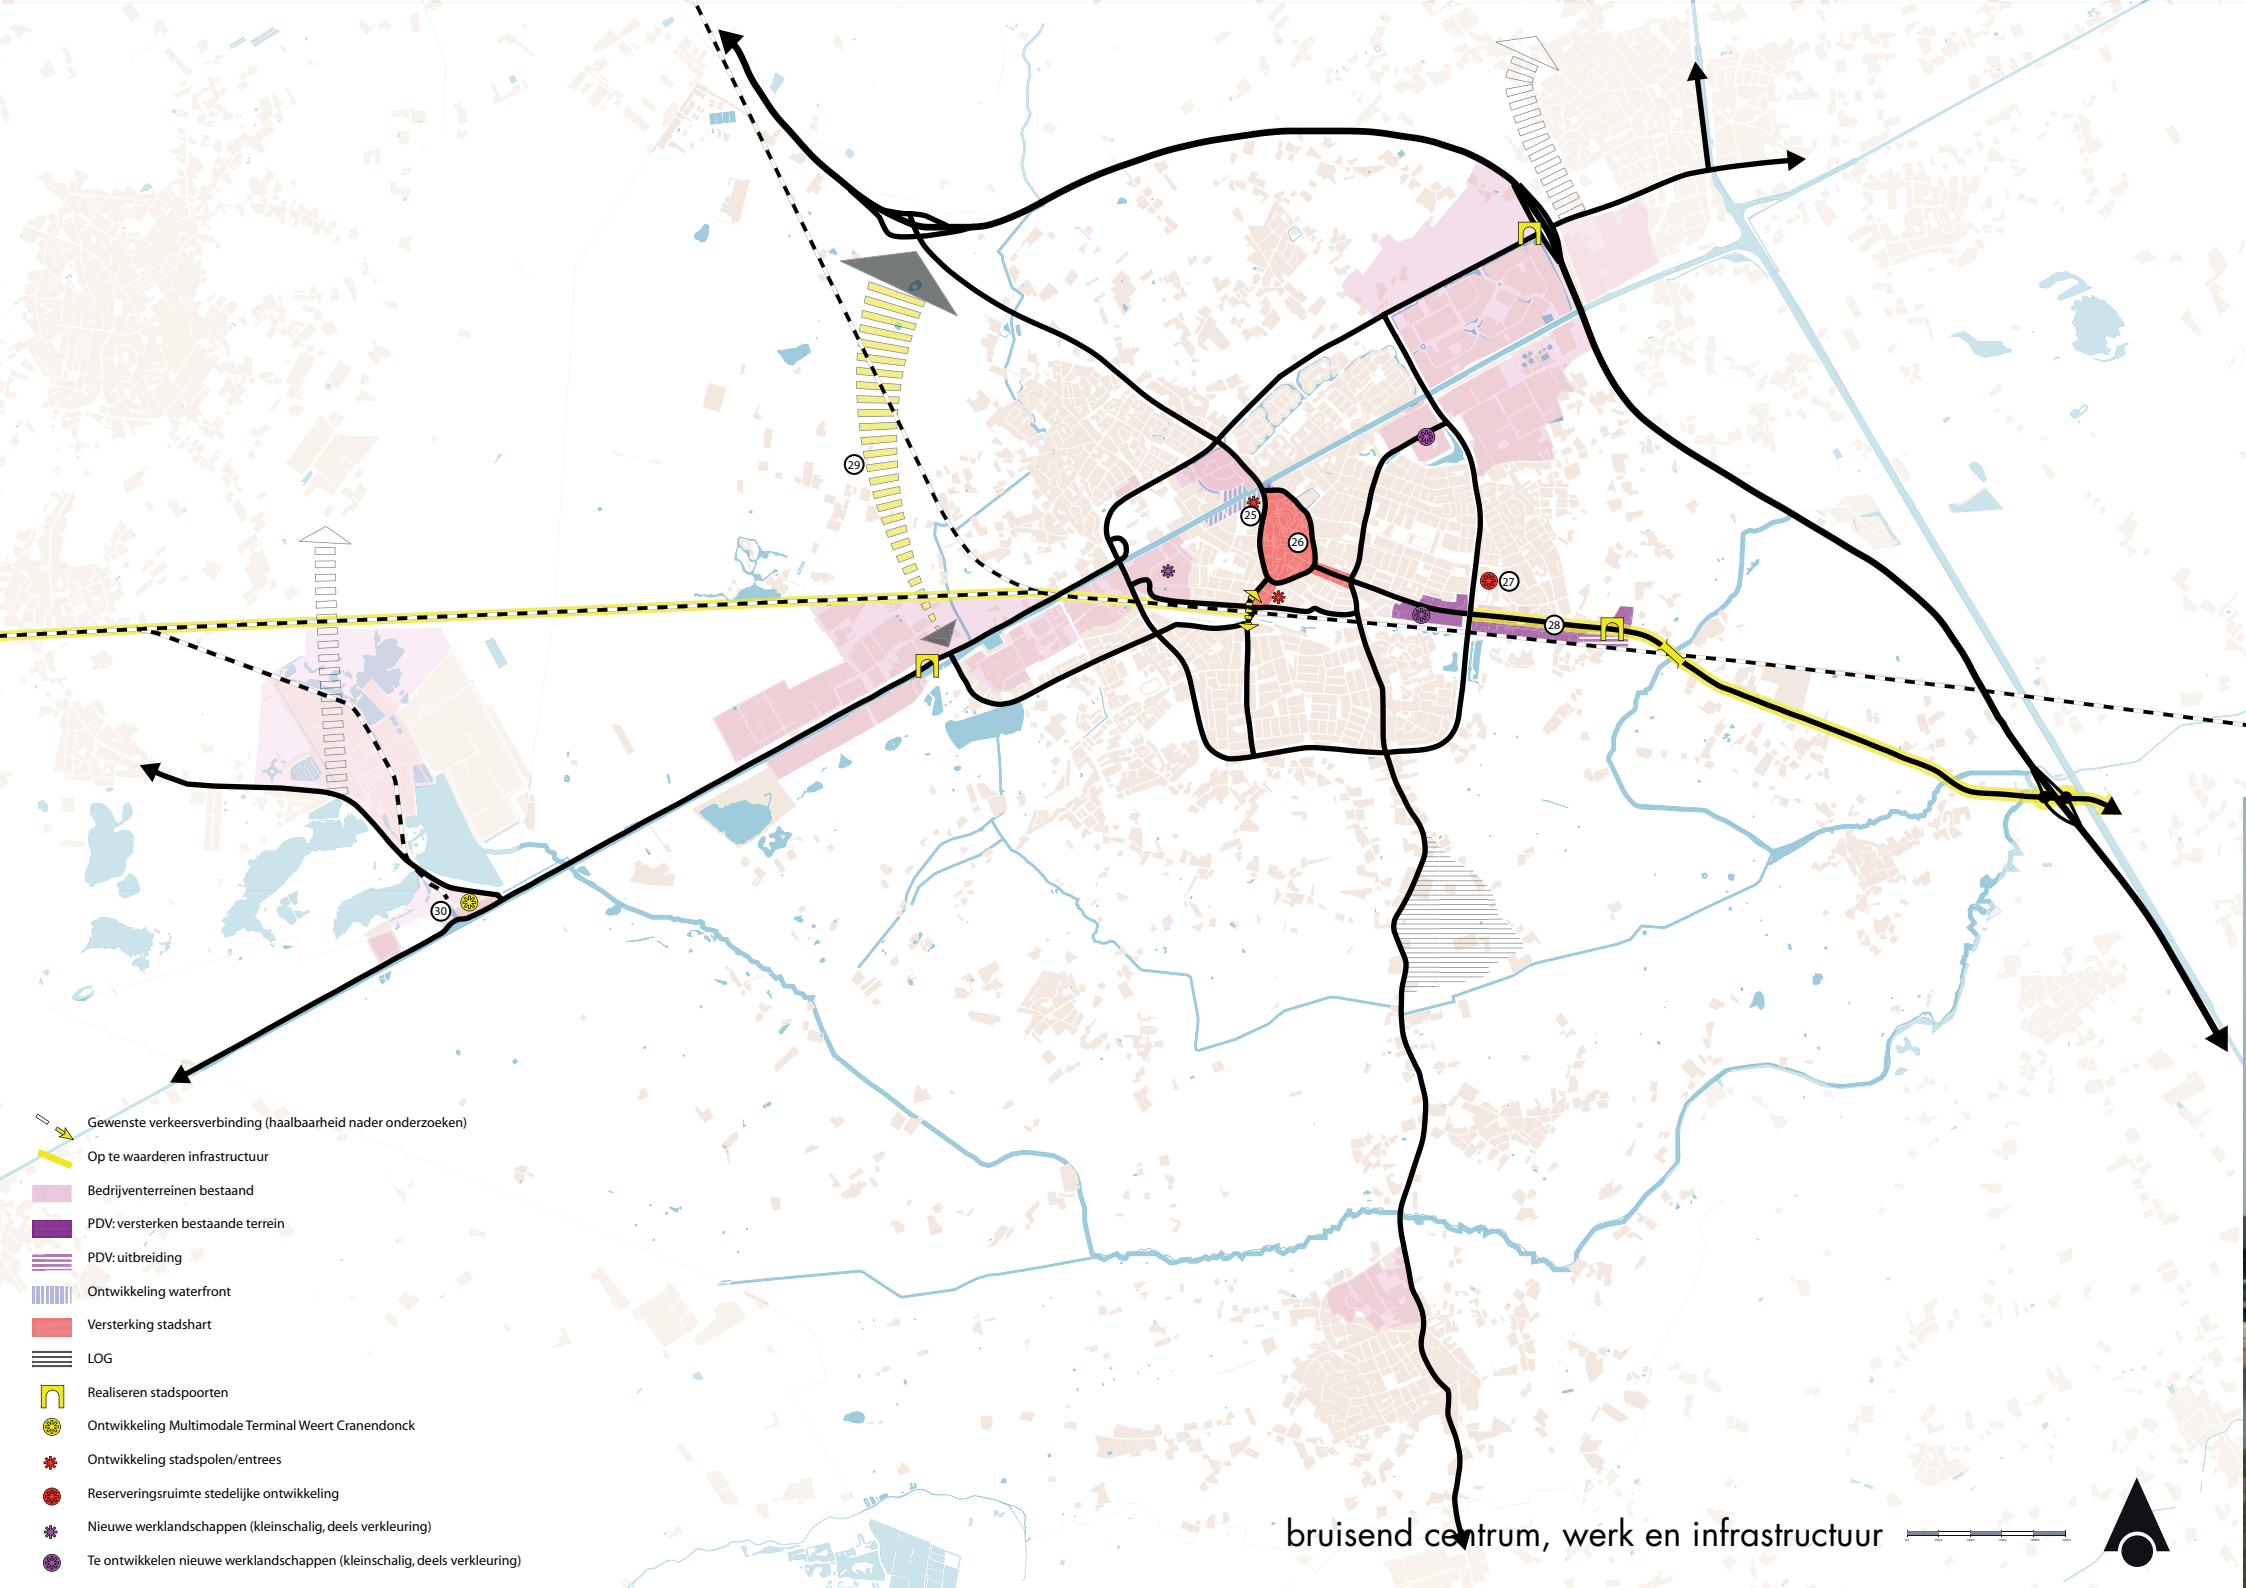 29
25
26
27
28
30
Gewenste verkeersverbinding (haalbaarheid nader onderzoeken)
Op te waarderen infrastructuur
Bedrijventerreinen bestaand
PDV: versterken bestaande terrein
PDV: uitbreiding
Ontwikkeling waterfront
Versterking stadshart
LOG
Realiseren stadspoorten
Ontwikkeling Multimodale Terminal Weert Cranendonck
Ontwikkeling stadspolen/entrees
Reserveringsruimte stedelijke ontwikkeling
Nieuwe werklandschappen (kleinschalig, deels verkleuring)
Te ontwikkelen nieuwe werklandschappen (kleinschalig, deels verkleuring)
bruisend centrum, werk en infrastructuur